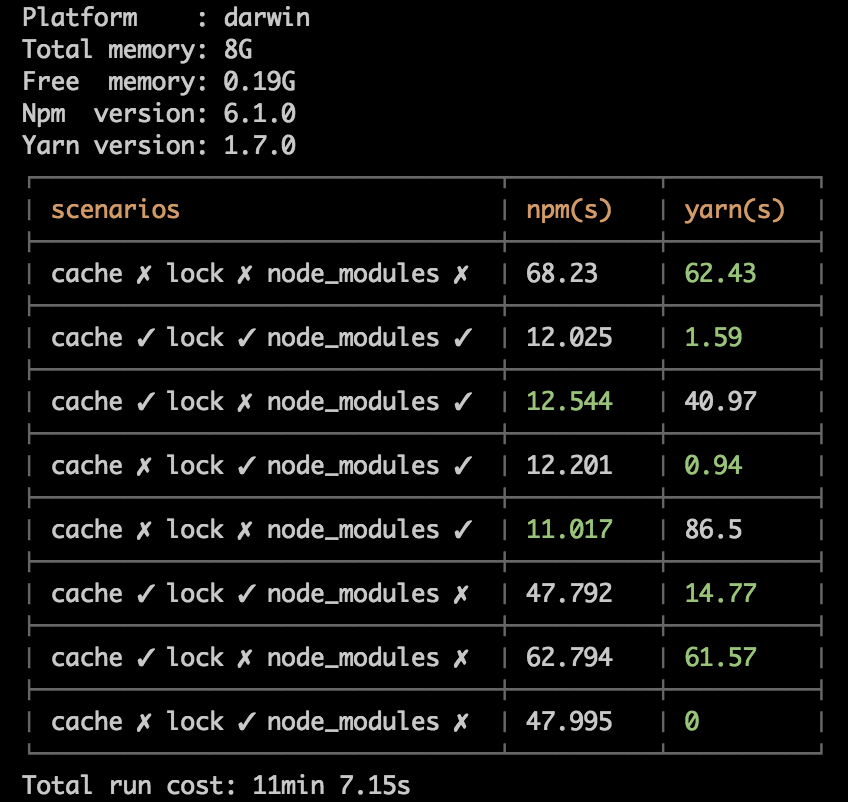 Platform    : darwin
Total memory: 8G
Free  memory: 0.19G
Npm  version: 6.1.0
Yarn version: 1.7.0
scenarios npm(s) yarn(s)
cache ✗ lock ✗ node_modules ✗ 68.23 62.43
cache ✓ lock ✓ node_modules ✓ 12.025 1.59
cache ✓ lock ✗ node_modules ✓ 12.544 40.97
cache ✗ lock ✓ node_modules ✓ 12.201 0.94
cache ✗ lock ✗ node_modules ✓ 11.017 86.5
cache ✓ lock ✓ node_modules ✗ 47.792 14.77
cache ✓ lock ✗ node_modules ✗ 62.794 61.57
cache ✗ lock ✓ node_modules ✗ 47.995 0
Total run cost: 11min 7.15s